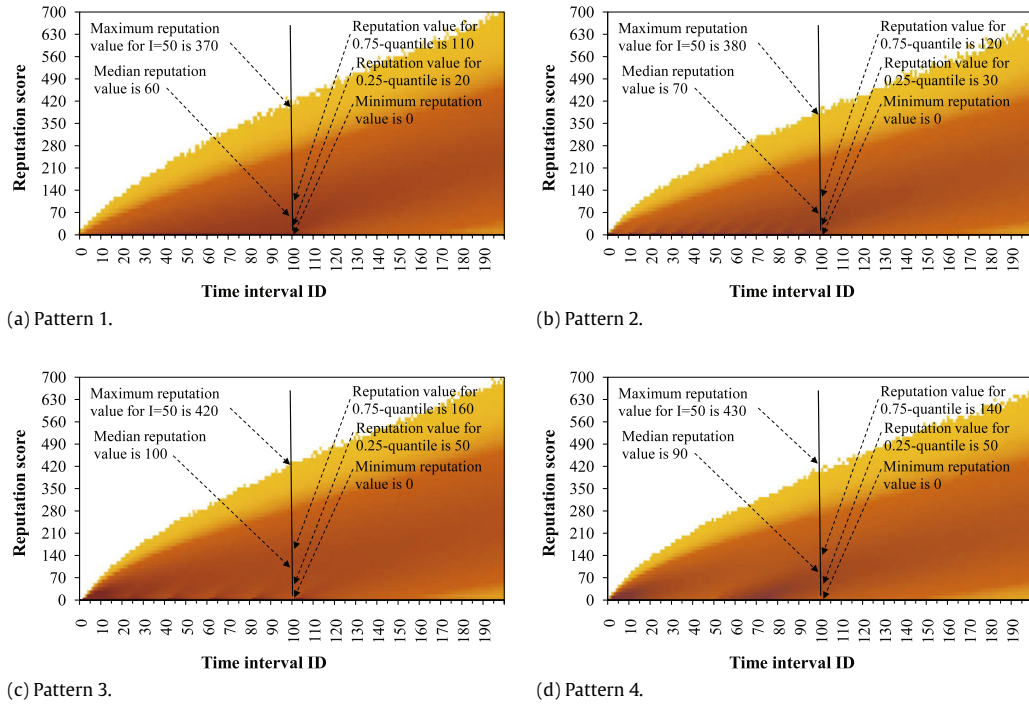 700
630
560
490
420
350
280
210
140
70
0
Reputation score
Maximum reputation
value for I=50 is 370
Median reputation
value is 60
Reputation value for
0.75-quantile is 110
Reputation value for
0.25-quantile is 20
Minimum reputation
value is 0
0 10 20 30 40 50 60 70 80 90 100 110 120 130 140 150 160 170 180 190
Time interval ID
(a) Pattern 1.
700
630
560
490
420
350
280
210
140
70
0
Reputation score
Maximum reputation
value for I=50 is 380
Median reputation
value is 70
Reputation value for
0.75-quantile is 120
Reputation value for
0.25-quantile is 30
Minimum reputation
value is 0
0 10 20 30 40 50 60 70 80 90 100 110 120 130 140 150 160 170 180 190
Time interval ID
(b) Pattern 2.
700
630
560
490
420
350
280
210
140
70
0
Reputation score
Maximum reputation
value for I=50 is 420
Median reputation
value is 100
Reputation value for
0.75-quantile is 160
Reputation value for
0.25-quantile is 50
Minimum reputation
value is 0
0 10 20 30 40 50 60 70 80 90 100 110 120 130 140 150 160 170 180 190
Time interval ID
(c) Pattern 3.
700
630
560
490
420
350
280
210
140
70
0
Reputation score
Maximum reputation
value for I=50 is 430
Median reputation
value is 90
Reputation value for
0.75-quantile is 140
Reputation value for
0.25-quantile is 50
Minimum reputation
value is 0
0 10 20 30 40 50 60 70 80 90 100 110 120 130 140 150 160 170 180 190
Time interval ID
(d) Pattern 4.